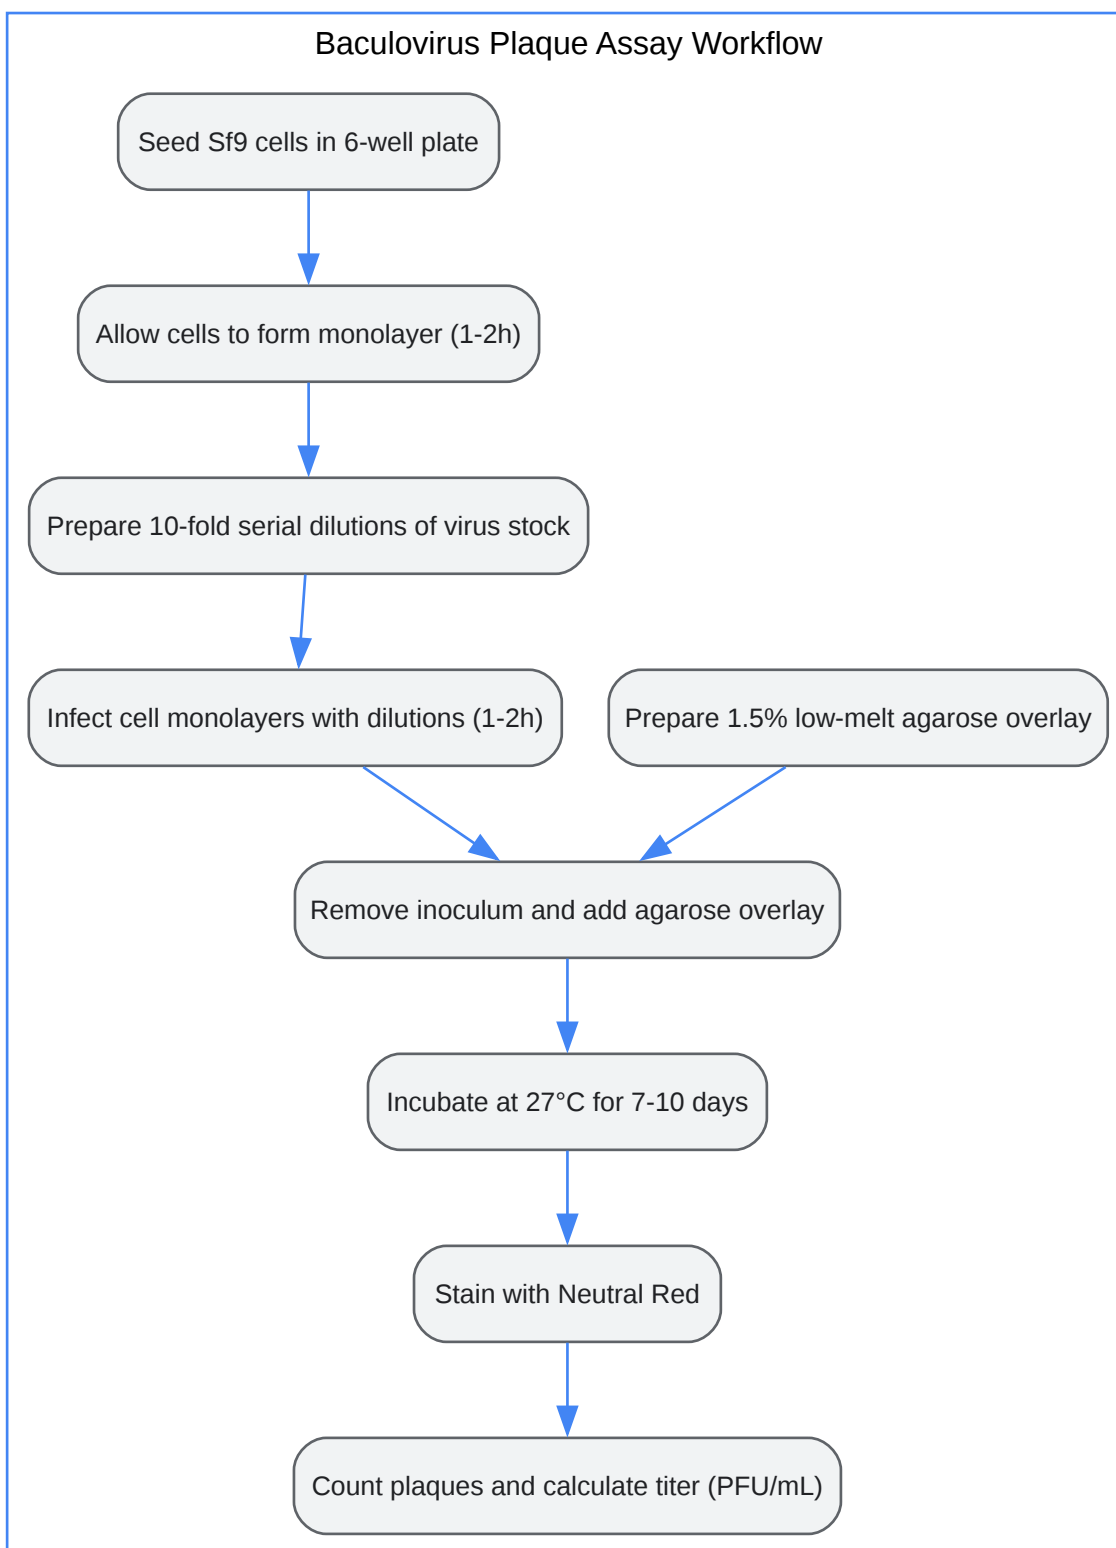 Baculovirus Plaque Assay Workflow
Seed Sf9 cells in 6-well plate
Allow cells to form monolayer (1-2h)
Prepare 10-fold serial dilutions of virus stock
Infect cell monolayers with dilutions (1-2h)
Prepare 1.5% low-melt agarose overlay
Remove inoculum and add agarose overlay
Incubate at 27°C for 7-10 days
Stain with Neutral Red
Count plaques and calculate titer (PFU/mL)